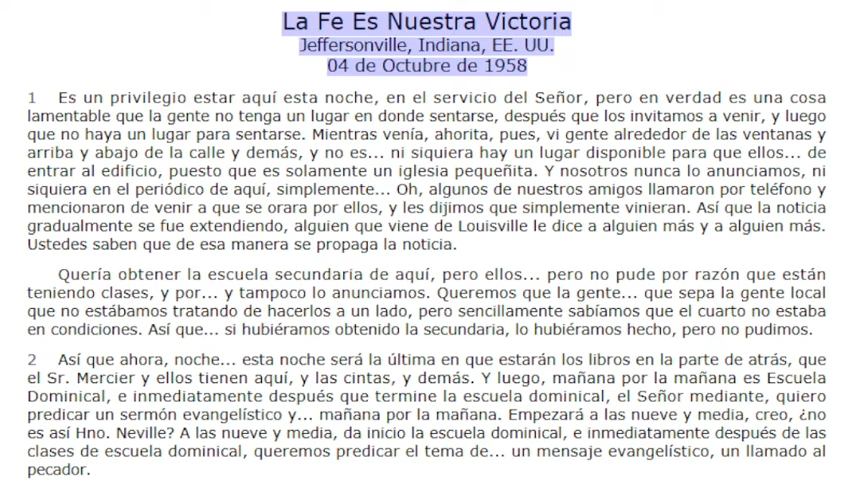 La Fe Es Nuestra Victoria
Jeffersonville, Indiana, EE. UU.
04 de Octubre de 1958
1 Es un privilegio estar aquí esta noche, en el servicio del Señor, pero en verdad es una cosa
lamentable que la gente no tenga un lugar en donde sentarse, después que los invitamos a venir, y luego
que no haya un lugar para sentarse. Mientras venía, ahorita, pues, vi gente alrededor de las ventanas y
arriba y abajo de la calle y demás, y no es... ni siquiera hay un lugar disponible para que ellos... de
entrar al edificio, puesto que es solamente un iglesia pequeñita. Y nosotros nunca lo anunciamos, ni
siquiera en el periódico de aquí, simplemente... Oh, algunos de nuestros amigos llamaron por teléfono y
mencionaron de venir a que se orara por ellos, y les dijimos que simplemente vinieran. Así que la noticia
gradualmente se fue extendiendo, alguien que viene de Louisville le dice a alguien más y a alguien más.
Ustedes saben que de esa manera se propaga la noticia.
Quería obtener la escuela secundaria de aquí, pero ellos... pero no pude por razón que están
teniendo clases, y por... y tampoco lo anunciamos. Queremos que la gente... que sepa la gente local
que no estábamos tratando de hacerlos a un lado, pero sencillamente sabíamos que el cuarto no estaba
en condiciones. Así que... si hubiéramos obtenido la secundaria, lo hubiéramos hecho, pero no pudimos.
2 Así que ahora, noche... esta noche será la última en que estarán los libros en la parte de atrás, que
el Sr. Mercier y ellos tienen aquí, y las cintas, y demás. Y luego, mañana por la mañana es Escuela
Dominical, e inmediatamente después que termine la escuela dominical, el Señor mediante, quiero
predicar un sermón evangelístico y... mañana por la mañana. Empezará a las nueve y media, creo, ¿no
es así Hno. Neville? A las nueve y media, da inicio la escuela dominical, e inmediatamente después de las
clases de escuela dominical, queremos predicar el tema de... un mensaje evangelístico, un llamado al
pecador.